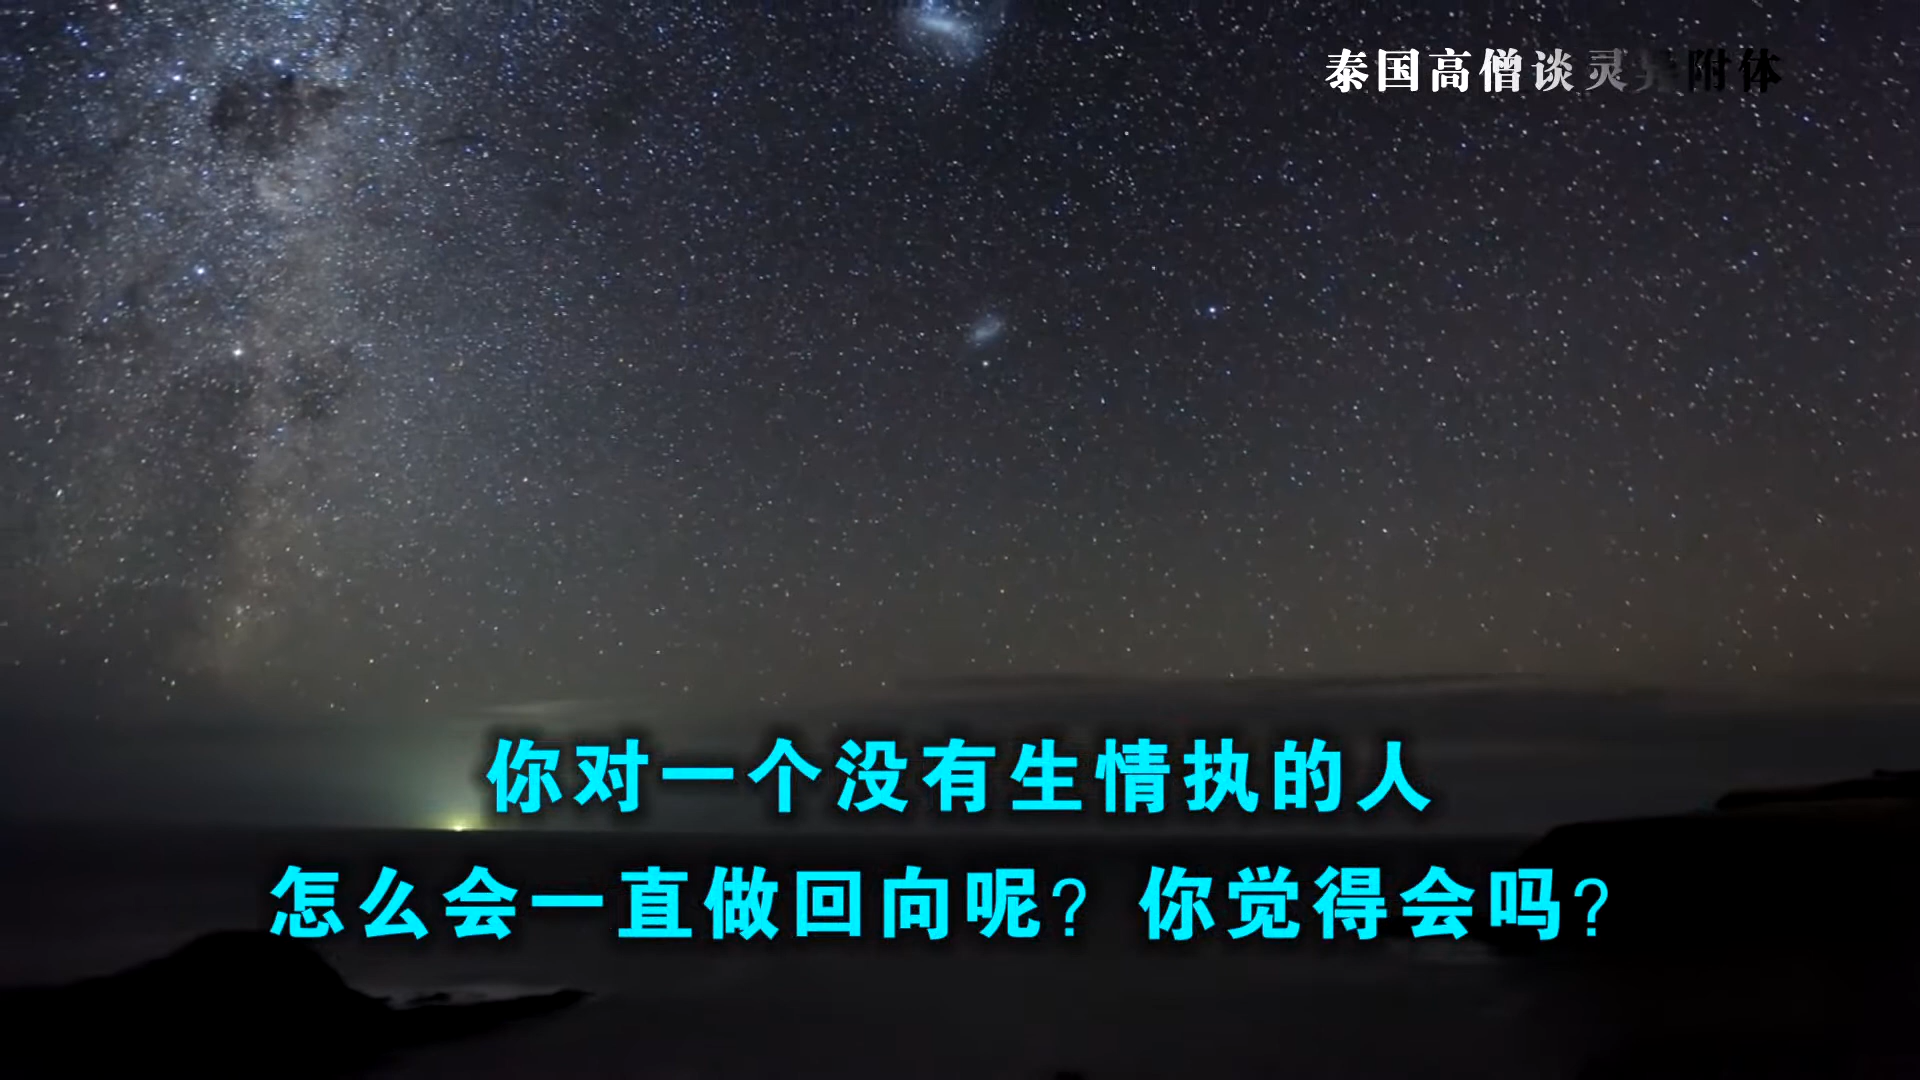 泰国高僧谈灵异附体
你对一个没有生情执的人
怎么会一直做回向呢？你觉得会吗？